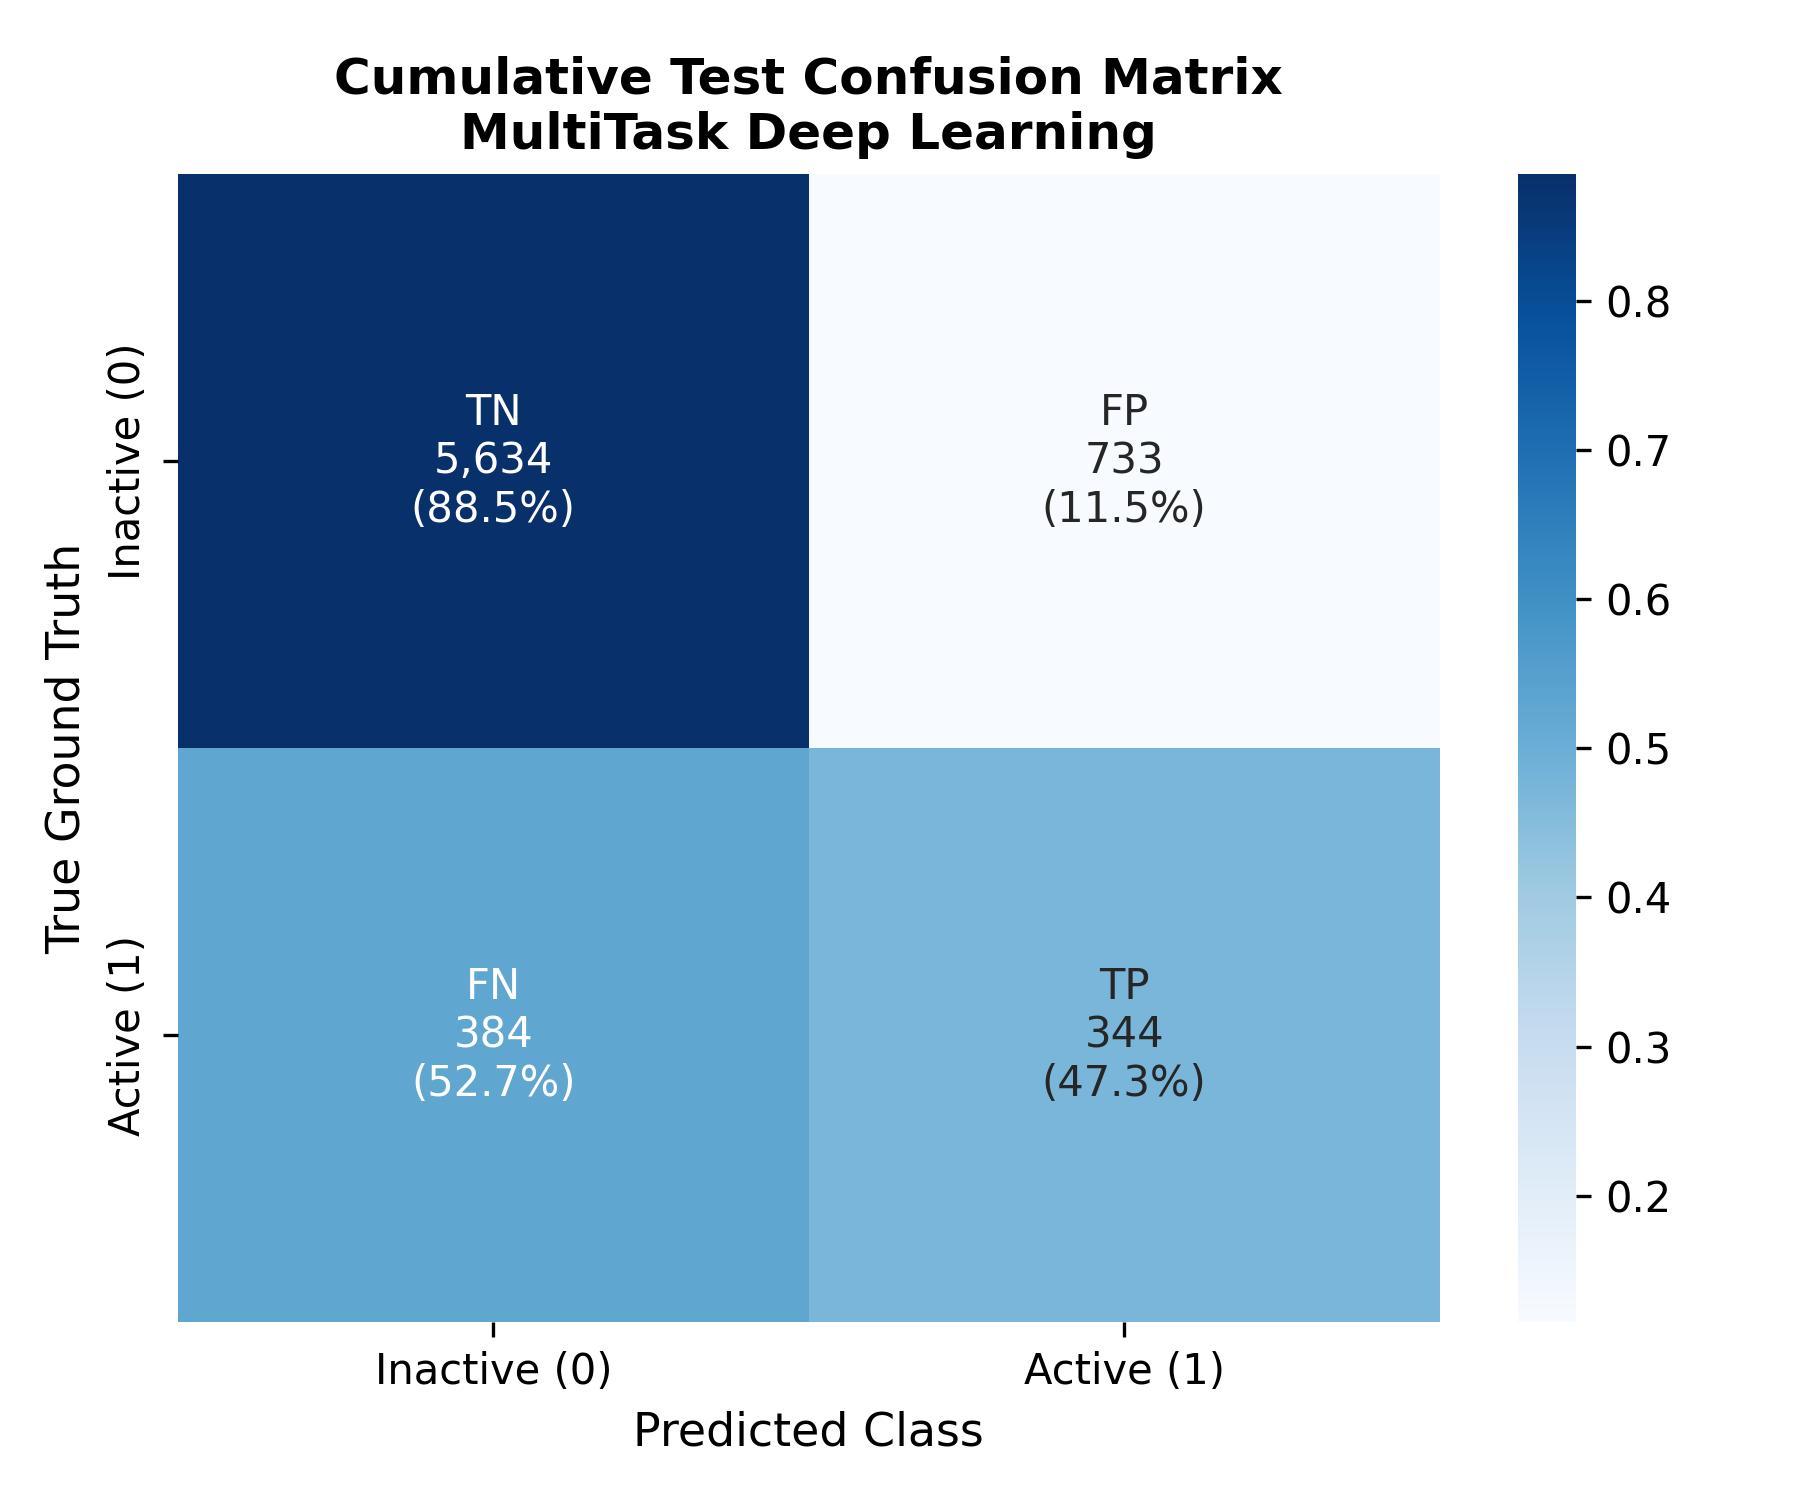 Cumulative Test Confusion Matrix
MultiTask Deep Learning
True Ground Truth
Inactive (0)
Active (1)
TN
5,634
(88.5%)
FP
733
(11.5%)
FN
384
(52.7%)
TP
344
(47.3%)
Inactive (0)
Active (1)
Predicted Class
0.8
0.7
0.6
0.5
0.4
0.3
0.2